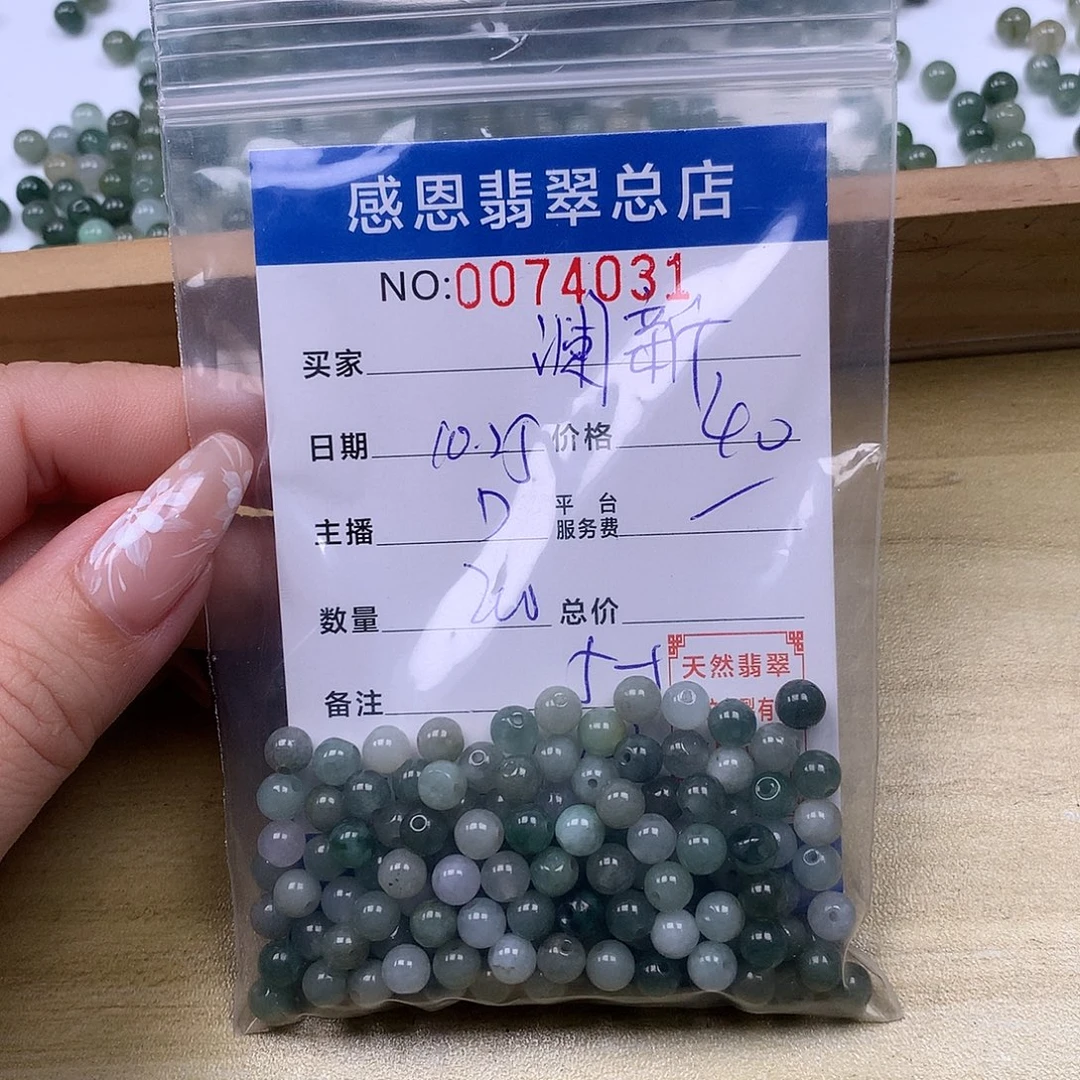 感恩翡翠总店
NO:0074031
买家 澜新
日期 10.25 价格 40
主播 平台服务费 /
数量 200 总价
备注
天然翡翠